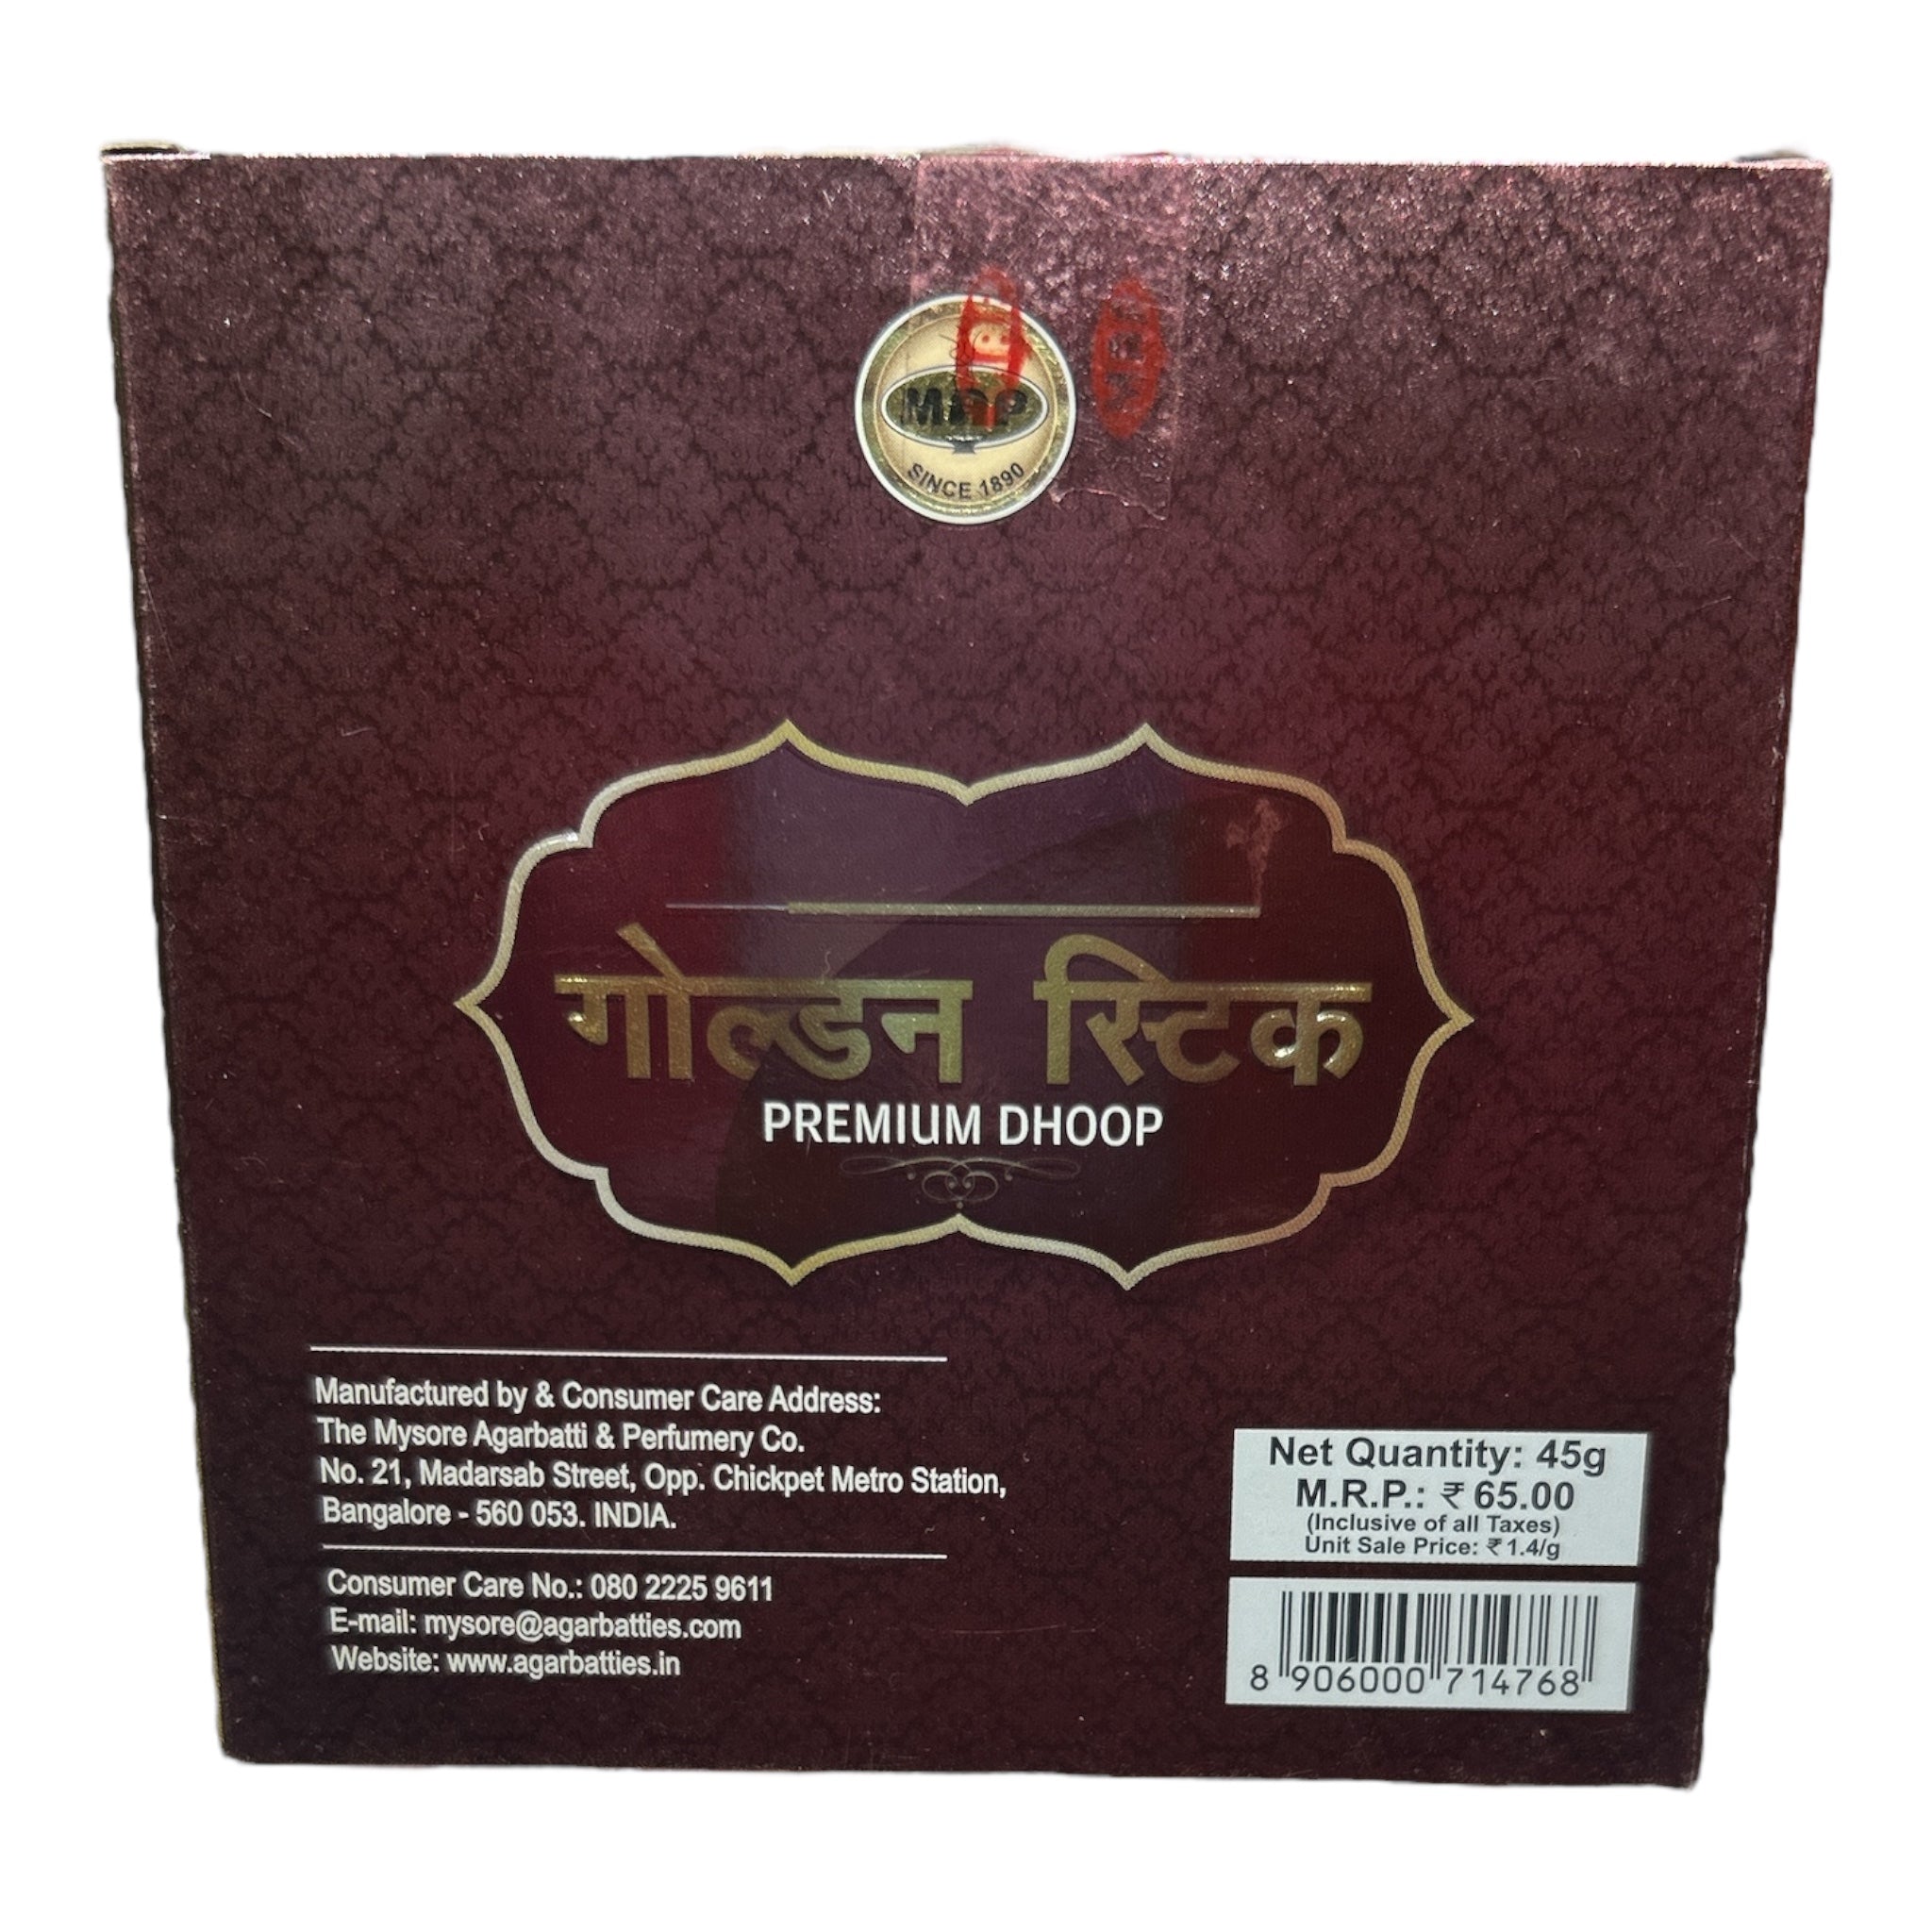 SINCE 1890
गोल्डन स्टिक
PREMIUM DHOOP
Manufactured by & Consumer Care Address:
The Mysore Agarbatti & Perfumery Co.
No. 21, Madarsab Street, Opp. Chickpet Metro Station,
Bangalore - 560 053. INDIA.
Consumer Care No.: 080 2225 9611
E-mail: mysore@agarbatties.com
Website: www.agarbatties.in
Net Quantity: 45g
M.R.P.: ₹ 65.00
(Inclusive of all Taxes)
Unit Sale Price: ₹ 1.4/g
8 906000 714768